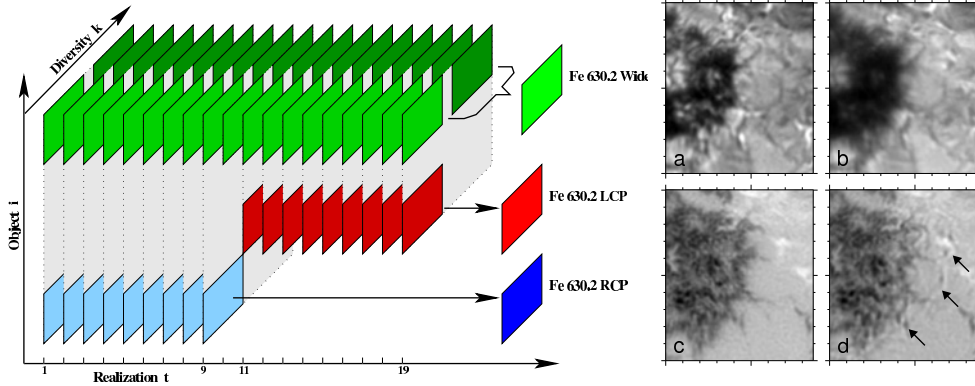 Diversity k
Object i
Fe 630.2 Wide
Fe 630.2 LCP
Fe 630.2 RCP
1 9 11 19
Realization t
a
b
c
d